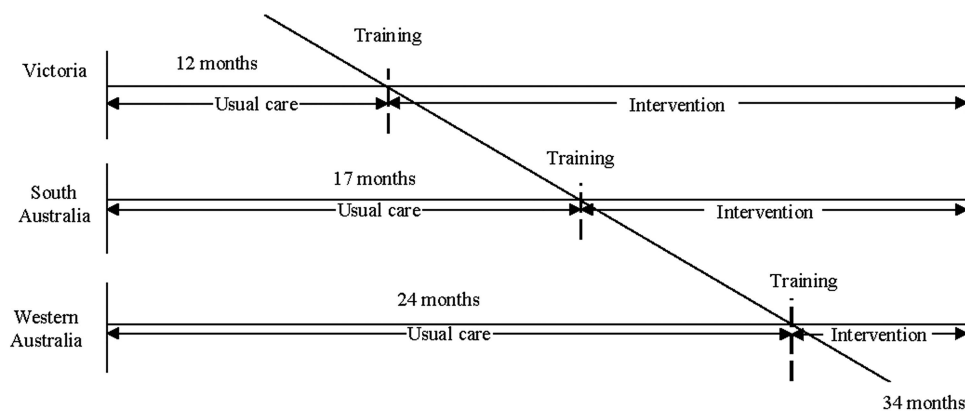 Training
12 months
Victoria
Usual care
Intervention
Training
17 months
South
Australia
Usual care
Intervention
Training
24 months
Western
Australia
Usual care
Intervention
34 months